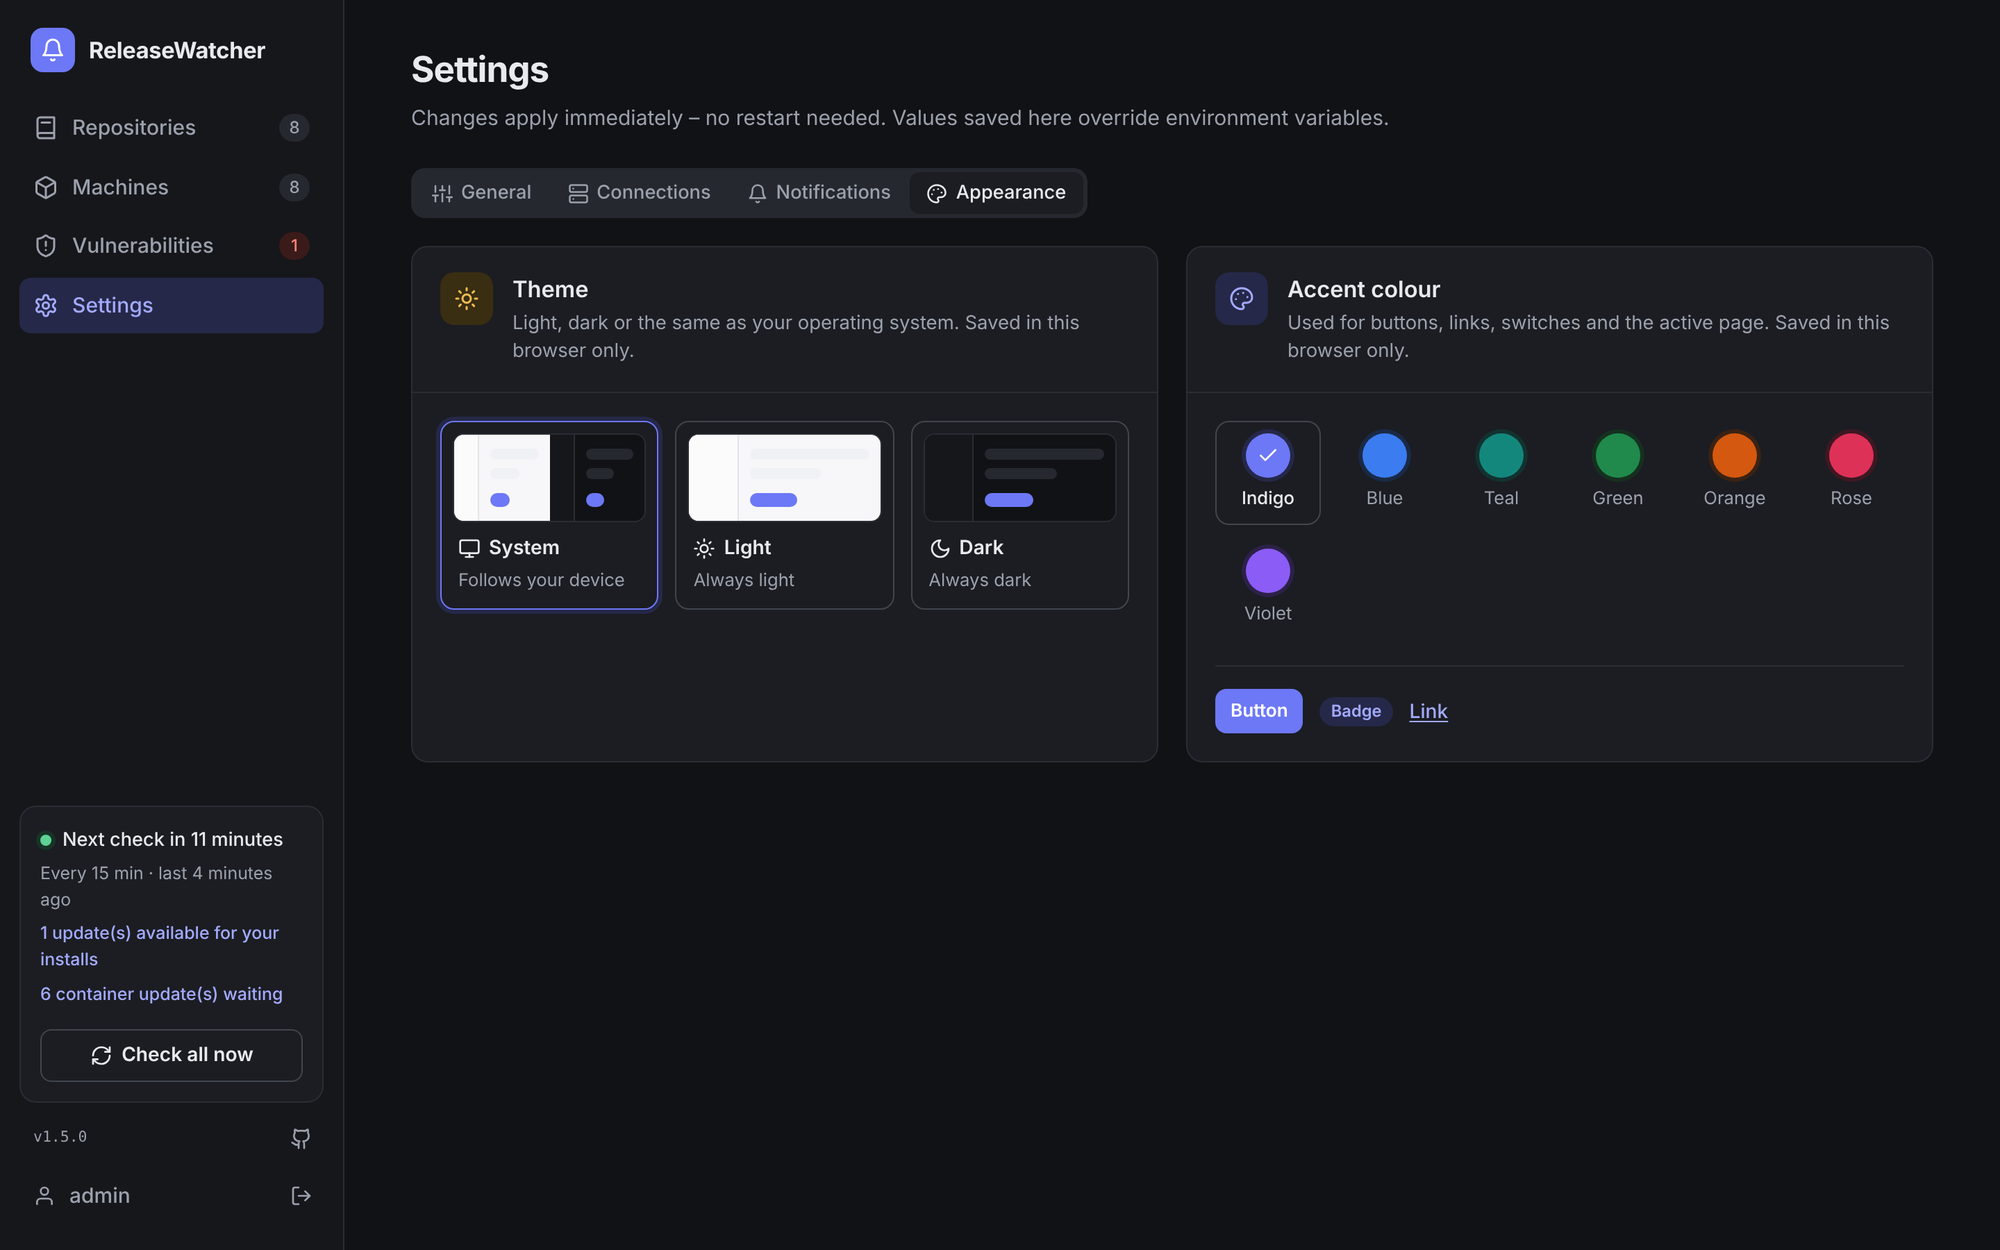 ReleaseWatcher
Repositories 8
Machines 8
Vulnerabilities 1
Settings
Next check in 11 minutes
Every 15 min · last 4 minutes
ago
1 update(s) available for your
installs
6 container update(s) waiting
Check all now
v1.5.0
admin
Settings
Changes apply immediately – no restart needed. Values saved here override environment variables.
General Connections Notifications Appearance
Theme
Light, dark or the same as your operating system. Saved in this
browser only.
System
Follows your device
Light
Always light
Dark
Always dark
Accent colour
Used for buttons, links, switches and the active page. Saved in this
browser only.
Indigo Blue Teal Green Orange Rose
Violet
Button Badge Link